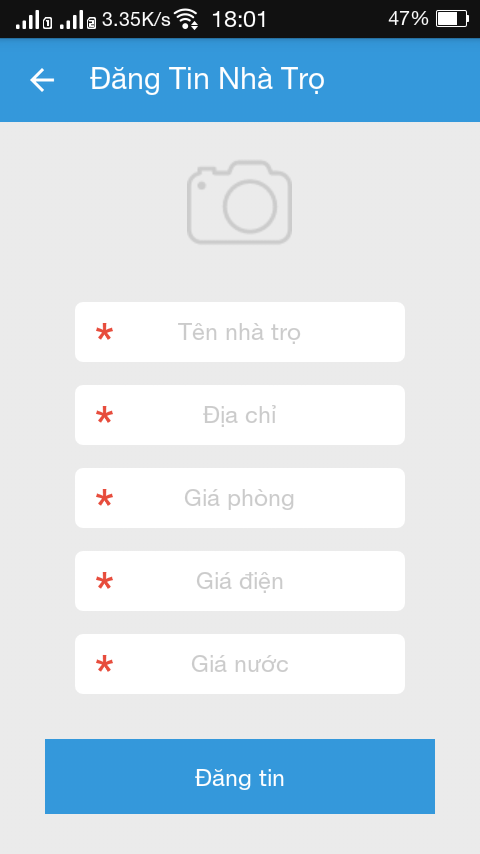 3.35K/s 18:01 47%
Đăng Tin Nhà Trọ
* Tên nhà trọ
* Địa chỉ
* Giá phòng
* Giá điện
* Giá nước
Đăng tin